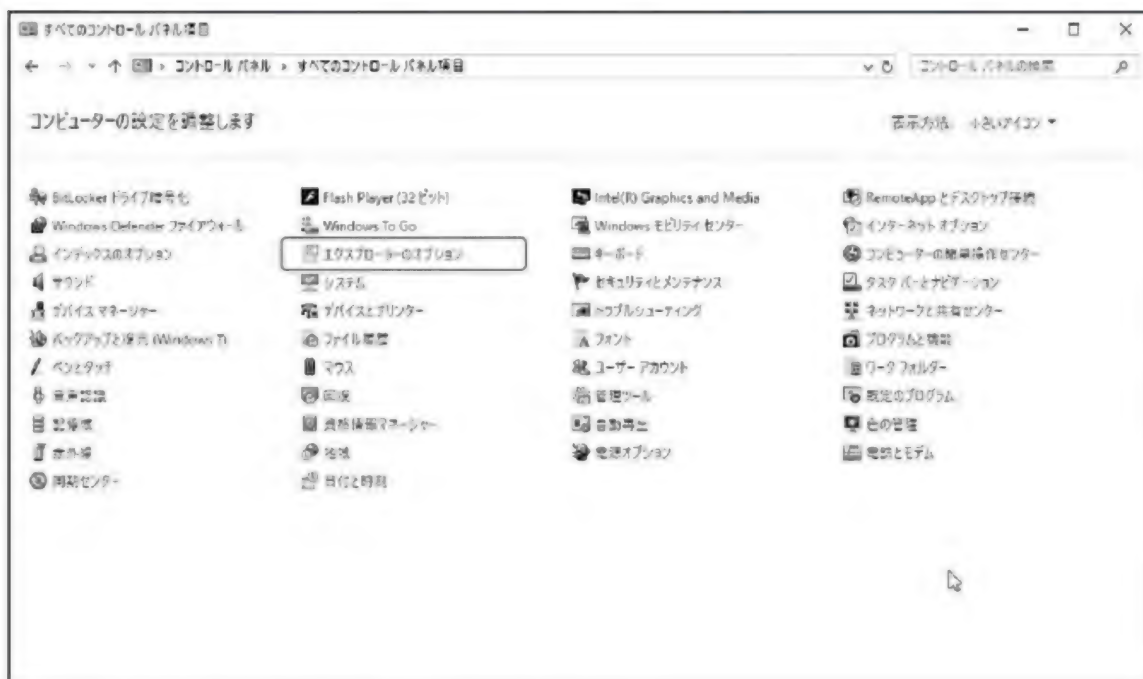 すべてのコントロール パネル項目
コントロール パネル > すべてのコントロール パネル項目 コントロール パネルの検索
コンピューターの設定を調整します 表示方法: 小さいアイコン
BitLocker ドライブ暗号化 Flash Player (32 ビット) Intel(R) Graphics and Media RemoteApp とデスクトップ接続
Windows Defender ファイアウォール Windows To Go Windows モビリティ センター インターネット オプション
インデックスのオプション エクスプローラーのオプション キーボード コンピューターの簡単操作センター
サウンド システム セキュリティとメンテナンス タスク バーとナビゲーション
デバイス マネージャー デバイスとプリンター トラブルシューティング ネットワークと共有センター
バックアップと復元 (Windows 7) ファイル履歴 フォント プログラムと機能
ペンとタッチ マウス ユーザー アカウント ワーク フォルダー
音声認識 回復 管理ツール 既定のプログラム
記憶域 資格情報マネージャー 自動再生 色の管理
赤外線 地域 電源オプション 電話とモデム
同期センター 日付と時刻